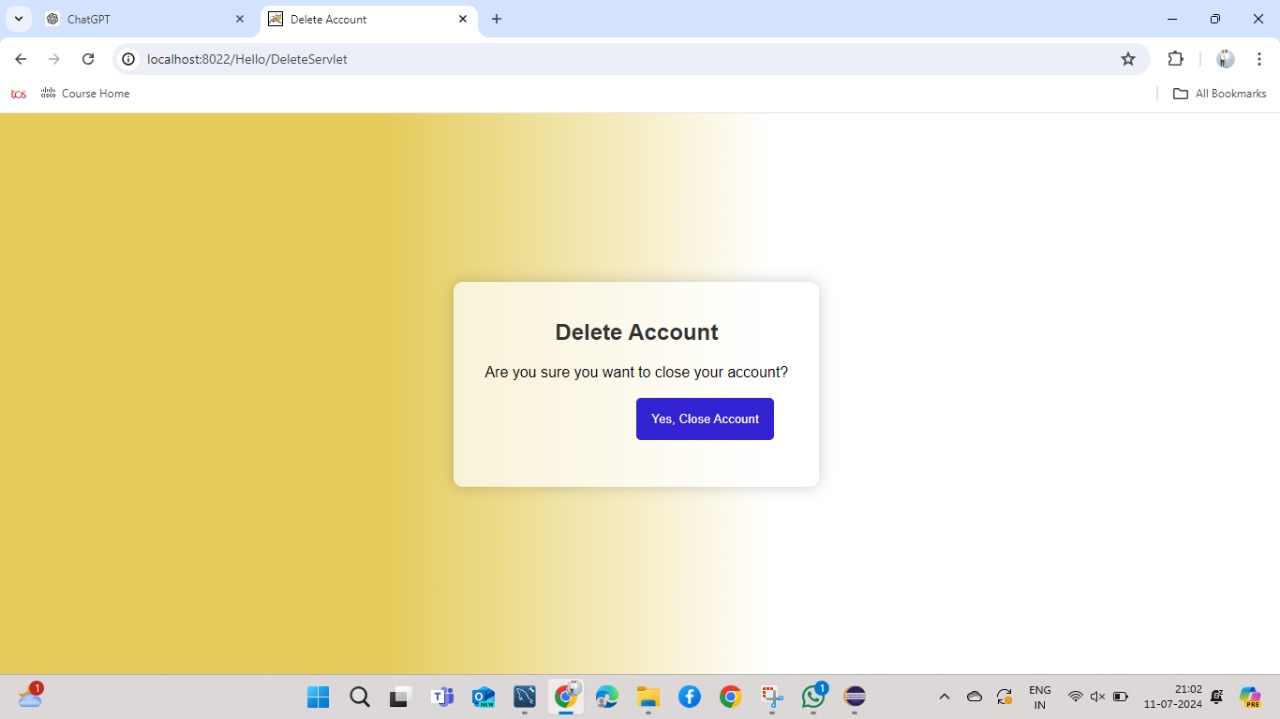 ChatGPT
Delete Account
localhost:8022/Hello/DeleteServlet
tcs
Course Home
All Bookmarks
Delete Account
Are you sure you want to close your account?
Yes, Close Account
1
NEW
1
ENG
IN
21:02
11-07-2024
PRE